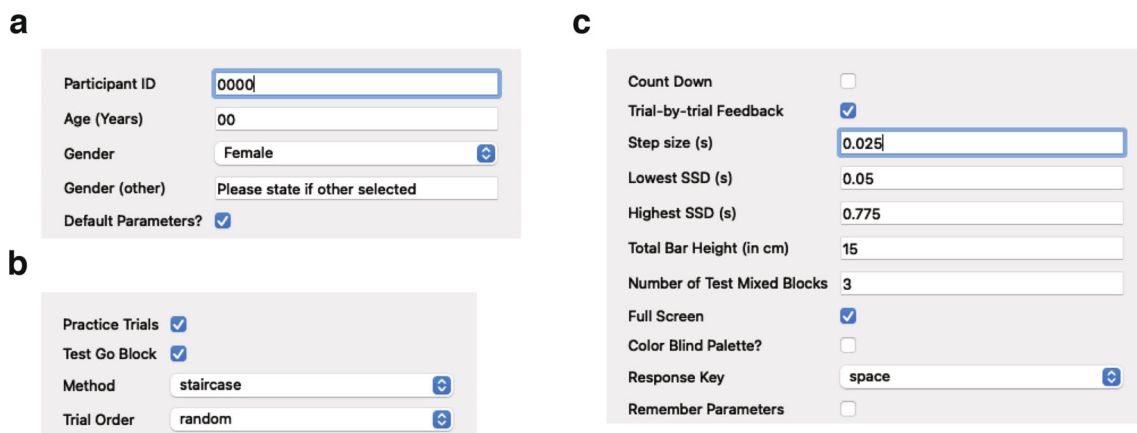 a
Participant ID 0000
Age (Years) 00
Gender Female
Gender (other) Please state if other selected
Default Parameters?
b
Practice Trials
Test Go Block
Method staircase
Trial Order random
c
Count Down
Trial-by-trial Feedback
Step size (s) 0.025
Lowest SSD (s) 0.05
Highest SSD (s) 0.775
Total Bar Height (in cm) 15
Number of Test Mixed Blocks 3
Full Screen
Color Blind Palette?
Response Key space
Remember Parameters